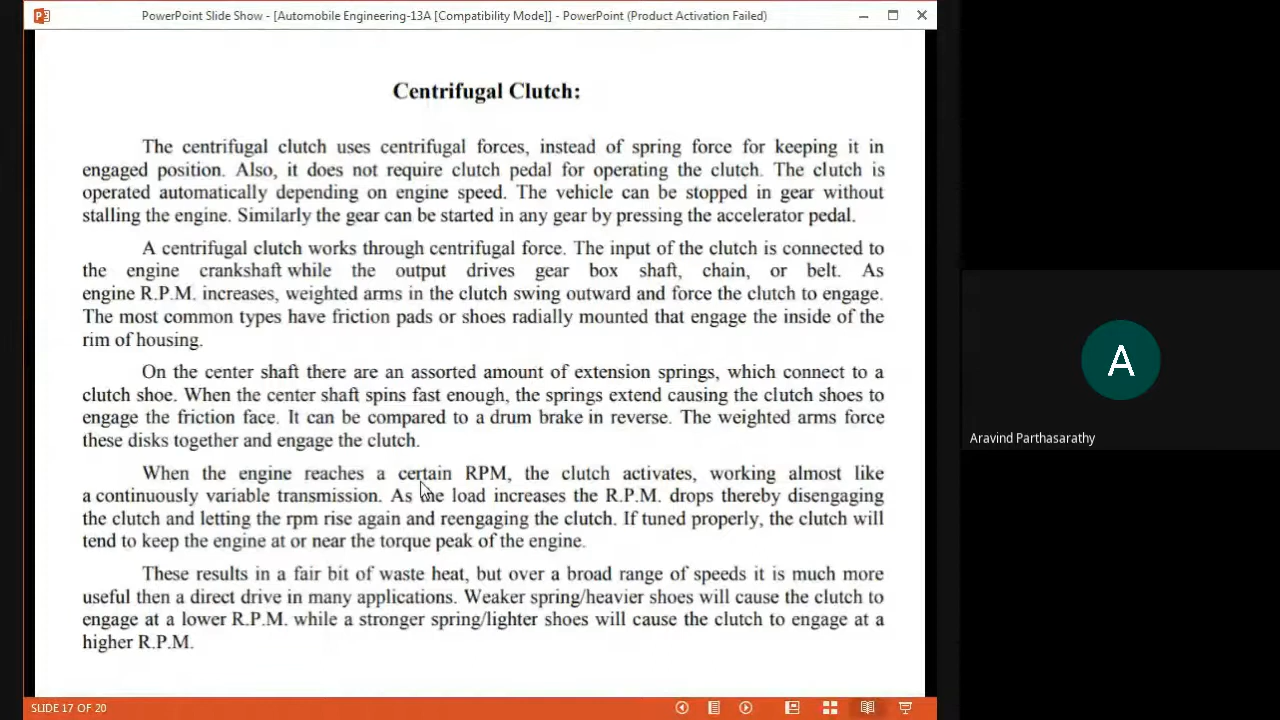 PowerPoint Slide Show - [Automobile Engineering-13A [Compatibility Mode]] - PowerPoint (Product Activation Failed)
Centrifugal Clutch:
The centrifugal clutch uses centrifugal forces, instead of spring force for keeping it in
engaged position. Also, it does not require clutch pedal for operating the clutch. The clutch is
operated automatically depending on engine speed. The vehicle can be stopped in gear without
stalling the engine. Similarly the gear can be started in any gear by pressing the accelerator pedal.
A centrifugal clutch works through centrifugal force. The input of the clutch is connected to
the engine crankshaft while the output drives gear box shaft, chain, or belt. As
engine R.P.M. increases, weighted arms in the clutch swing outward and force the clutch to engage.
The most common types have friction pads or shoes radially mounted that engage the inside of the
rim of housing.
On the center shaft there are an assorted amount of extension springs, which connect to a
clutch shoe. When the center shaft spins fast enough, the springs extend causing the clutch shoes to
engage the friction face. It can be compared to a drum brake in reverse. The weighted arms force
these disks together and engage the clutch.
When the engine reaches a certain RPM, the clutch activates, working almost like
a continuously variable transmission. As the load increases the R.P.M. drops thereby disengaging
the clutch and letting the rpm rise again and reengaging the clutch. If tuned properly, the clutch will
tend to keep the engine at or near the torque peak of the engine.
These results in a fair bit of waste heat, but over a broad range of speeds it is much more
useful then a direct drive in many applications. Weaker spring/heavier shoes will cause the clutch to
engage at a lower R.P.M. while a stronger spring/lighter shoes will cause the clutch to engage at a
higher R.P.M.
SLIDE 17 OF 20
A
Aravind Parthasarathy